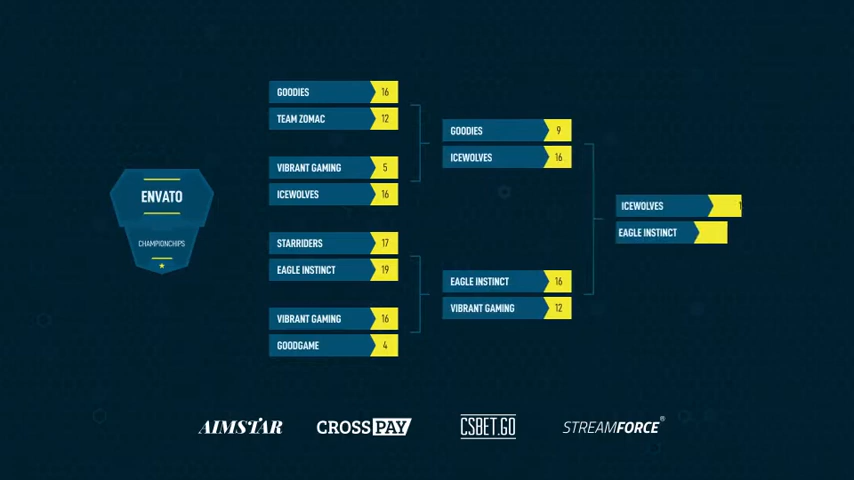 ENVATO
CHAMPIONCHIPS
GOODIES 16
TEAM ZOMAC 12
VIBRANT GAMING 5
ICEWOLVES 16
STARRIDERS 17
EAGLE INSTINCT 19
VIBRANT GAMING 16
GOODGAME 4
GOODIES 9
ICEWOLVES 16
EAGLE INSTINCT 16
VIBRANT GAMING 12
ICEWOLVES
EAGLE INSTINCT
AIMSTAR
CROSSPAY
CSBET.GO
STREAMFORCE®